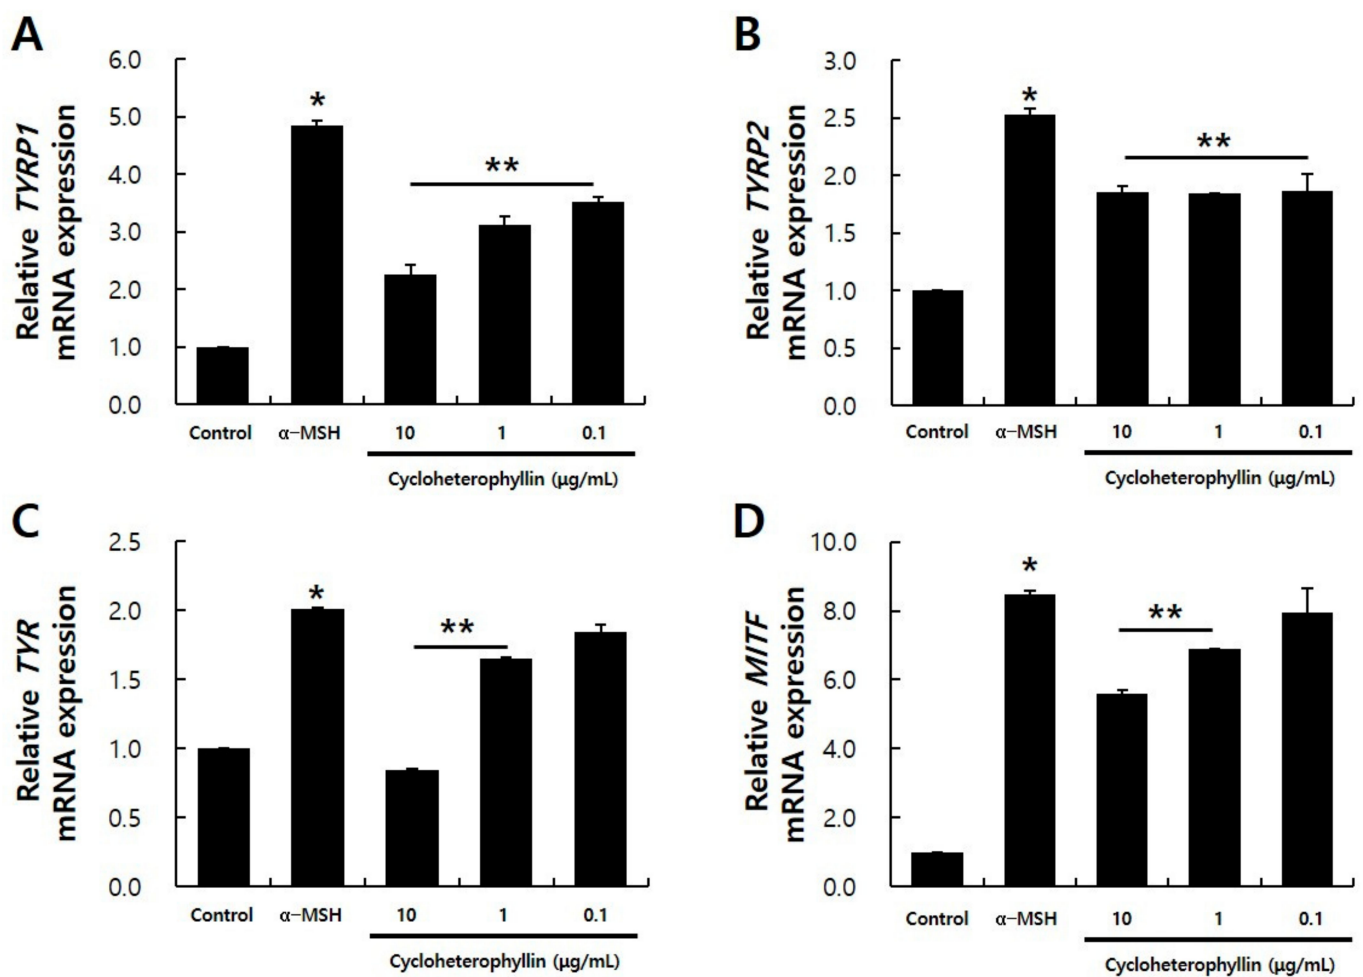 A
Relative TYRP1
mRNA expression
6.0
5.0
4.0
3.0
2.0
1.0
0.0
*
**
Control α-MSH 10 1 0.1
Cycloheterophyllin (μg/mL)
B
Relative TYRP2
mRNA expression
3.0
2.5
2.0
1.5
1.0
0.5
0.0
*
**
Control α-MSH 10 1 0.1
Cycloheterophyllin (μg/mL)
C
Relative TYR
mRNA expression
2.5
2.0
1.5
1.0
0.5
0.0
*
**
Control α-MSH 10 1 0.1
Cycloheterophyllin (μg/mL)
D
Relative MITF
mRNA expression
10.0
8.0
6.0
4.0
2.0
0.0
*
**
Control α-MSH 10 1 0.1
Cycloheterophyllin (μg/mL)